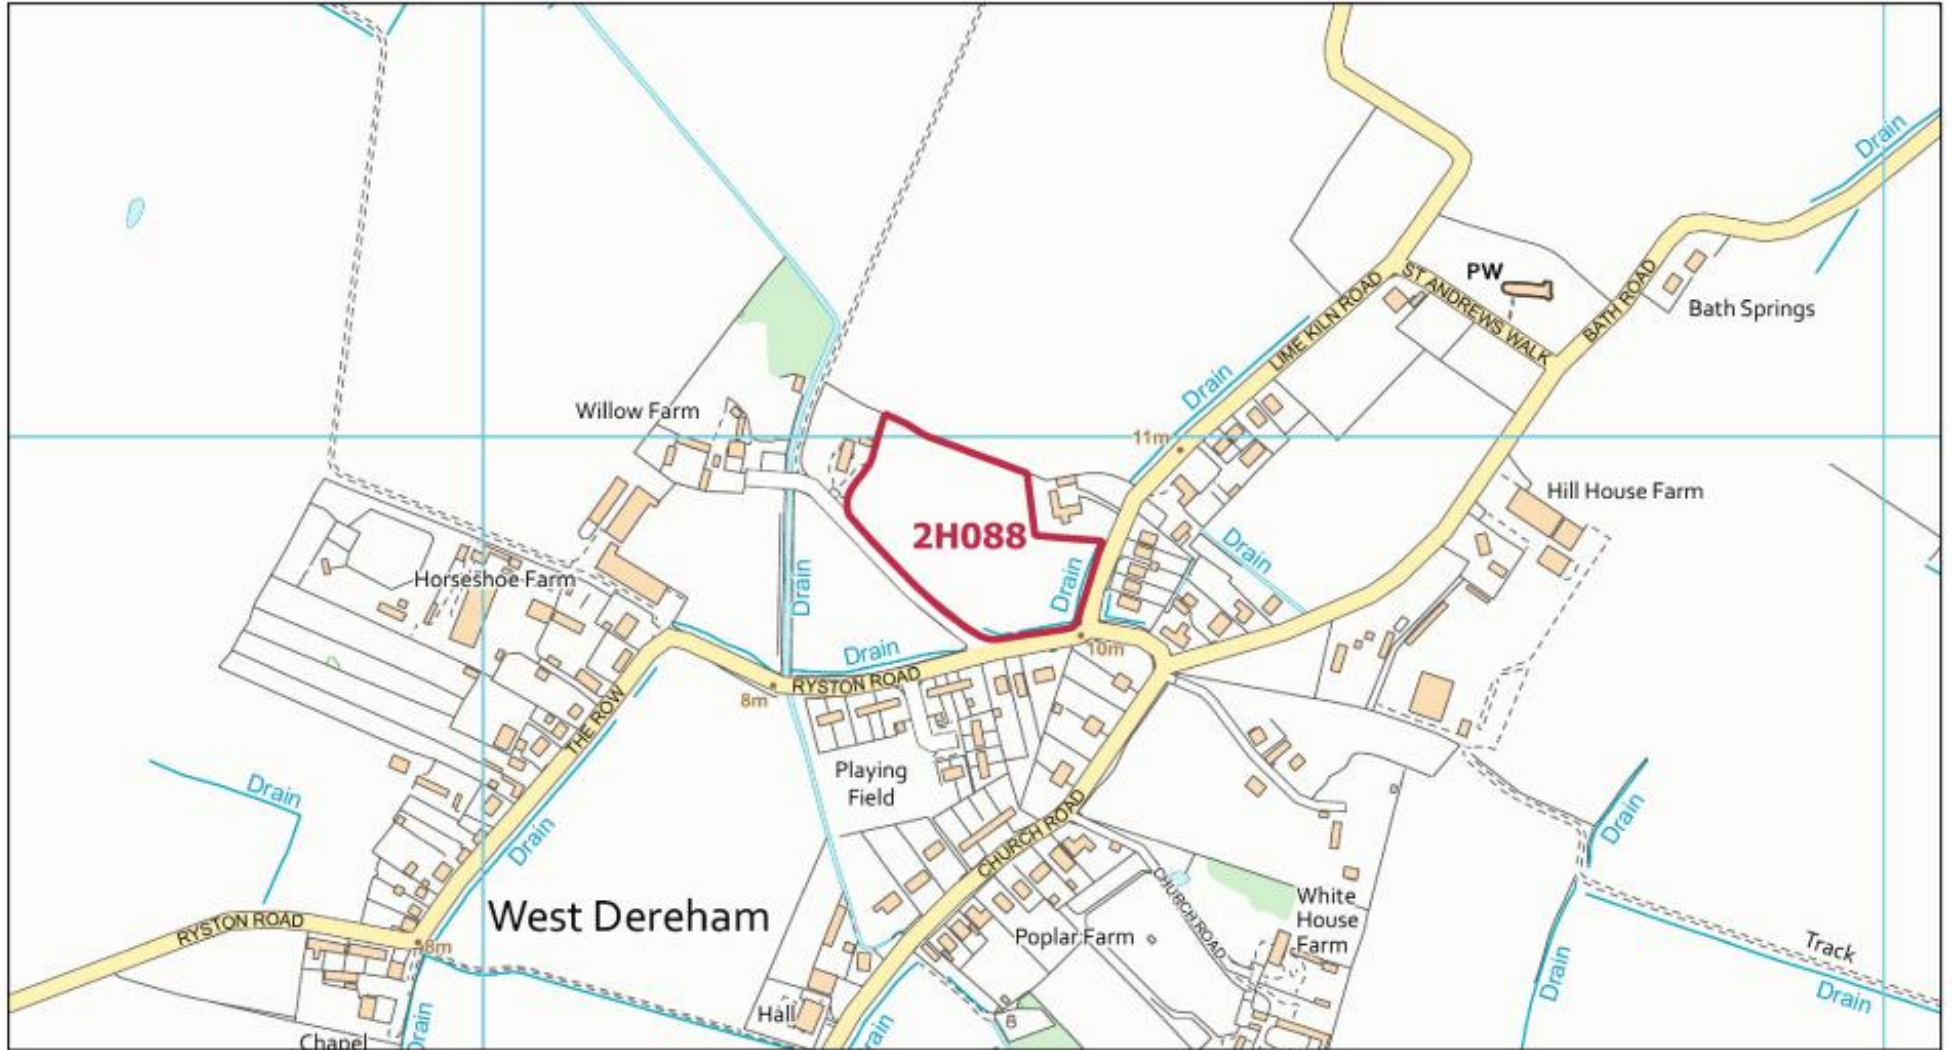 Drain
PW
ST ANDREWS WALK
BATH ROAD
Bath Springs
LIME KILN ROAD
Drain
Willow Farm
11m
Hill House Farm
2H088
Drain
Horseshoe Farm
Drain
Drain
Drain
10m
RYSTON ROAD
8m
THE ROW
Playing
Field
Drain
Drain
Drain
CHURCH ROAD
CHURCH ROAD
White
House
Farm
West Dereham
RYSTON ROAD
8m
Poplar Farm
Track
Drain
Drain
Hall
Drain
Chapel